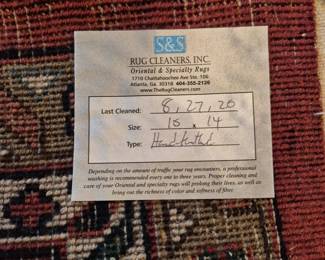 S&S
RUG CLEANERS, INC.
Oriental & Specialty Rugs
1710 Chattahoochee Ave Ste. 106
Atlanta, Ga. 30318 404-355-2126
www.TheRugCleaners.com
Last Cleaned: 8, 27, 20
Size: 10 . 14
Type: Hand Knotted
Depending on the amount of traffic your rug encounters, a professional
washing is recommended every one to three years. Proper cleaning and
care of your Oriental and specialty rugs will prolong their lives, as well as
bring out the richness of color and softness of fibre.